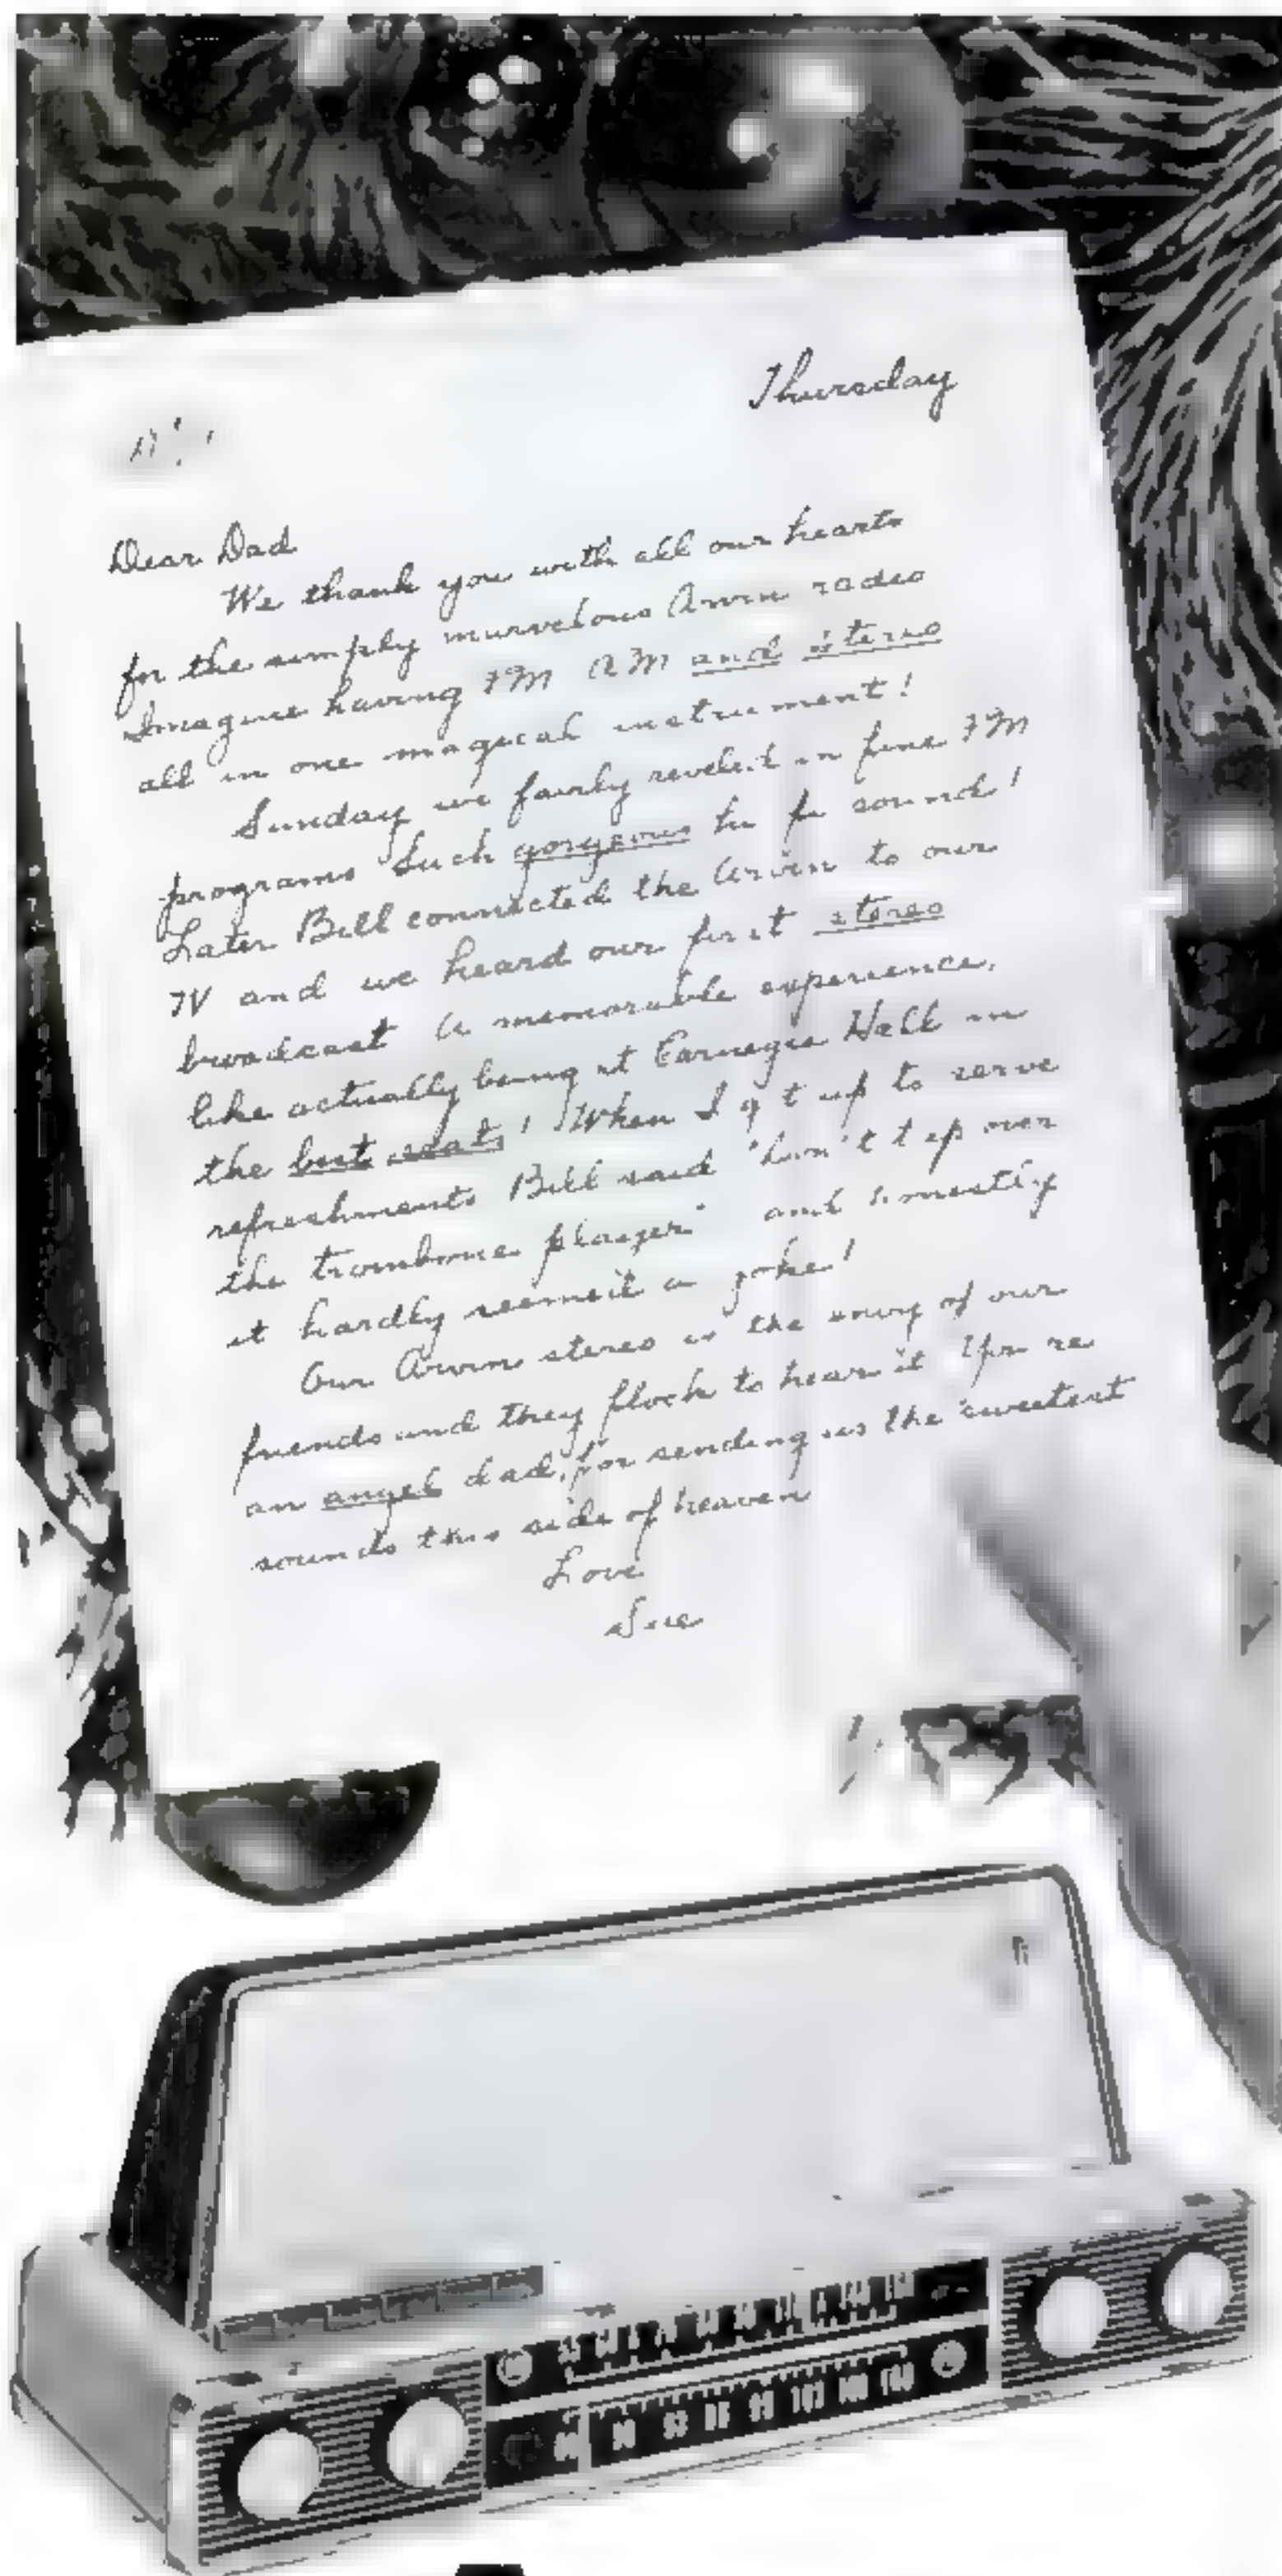 Thursday
Dear Dad
We thank you with all our hearts
for the simply marvelous Arvin radio
Imagine having FM AM and stereo
all in one magical instrument!
Sunday we fairly reveled in fine FM
programs Such gorgeous hi fi sound!
Later Bill connected the Arvin to our
TV and we heard our first stereo
broadcast A memorable experience,
like actually being at Carnegie Hall in
the best seats! When I got up to serve
refreshments Bill said "Don't trip over
the trombone player" and honestly
it hardly seemed a joke!
Our Arvin stereo is the envy of our
friends and they flock to hear it You're
an angel dad, for sending us the sweetest
sounds this side of heaven
Love
Sue